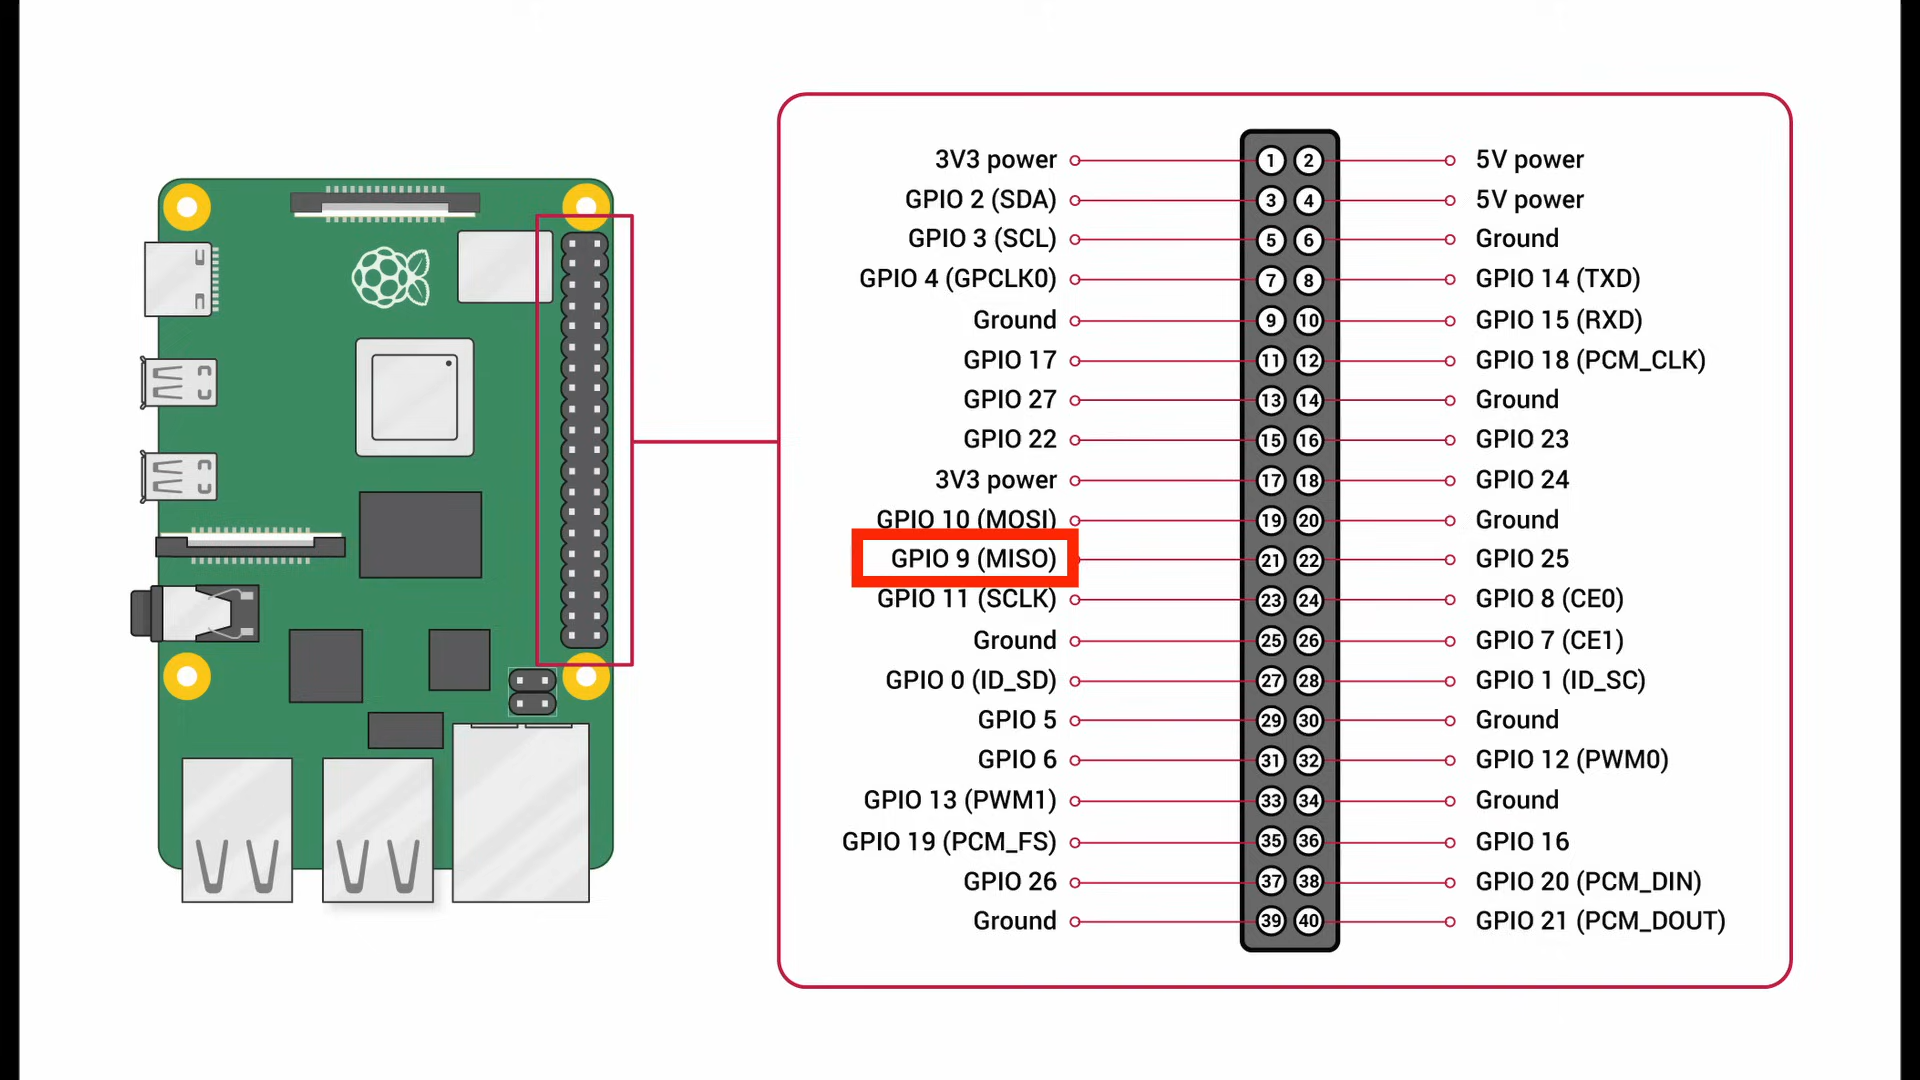 3V3 power 1 2 5V power
GPIO 2 (SDA) 3 4 5V power
GPIO 3 (SCL) 5 6 Ground
GPIO 4 (GPCLK0) 7 8 GPIO 14 (TXD)
Ground 9 10 GPIO 15 (RXD)
GPIO 17 11 12 GPIO 18 (PCM_CLK)
GPIO 27 13 14 Ground
GPIO 22 15 16 GPIO 23
3V3 power 17 18 GPIO 24
GPIO 10 (MOSI) 19 20 Ground
GPIO 9 (MISO) 21 22 GPIO 25
GPIO 11 (SCLK) 23 24 GPIO 8 (CE0)
Ground 25 26 GPIO 7 (CE1)
GPIO 0 (ID_SD) 27 28 GPIO 1 (ID_SC)
GPIO 5 29 30 Ground
GPIO 6 31 32 GPIO 12 (PWM0)
GPIO 13 (PWM1) 33 34 Ground
GPIO 19 (PCM_FS) 35 36 GPIO 16
GPIO 26 37 38 GPIO 20 (PCM_DIN)
Ground 39 40 GPIO 21 (PCM_DOUT)